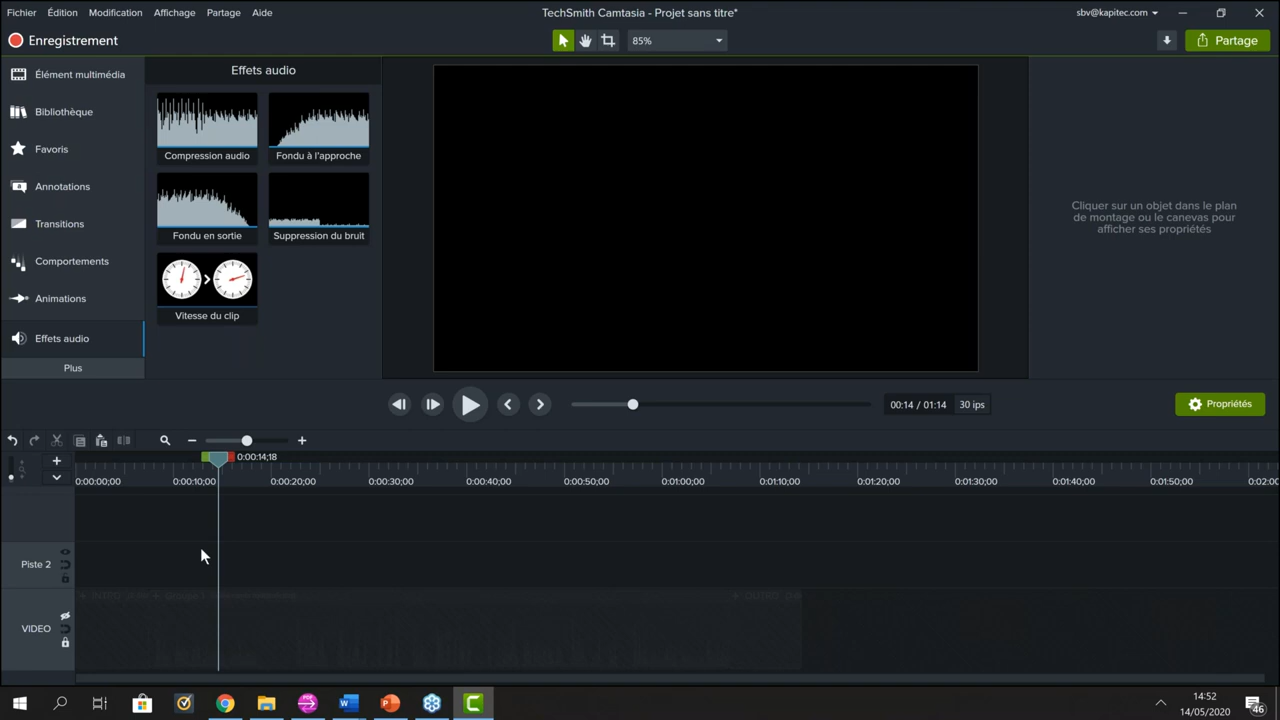 Fichier Édition Modification Affichage Partage Aide
TechSmith Camtasia - Projet sans titre*
sbv@kapitec.com
Enregistrement
85%
Partage
Élément multimédia
Bibliothèque
Favoris
Annotations
Transitions
Comportements
Animations
Effets audio
Plus
Effets audio
Compression audio
Fondu à l'approche
Fondu en sortie
Suppression du bruit
Vitesse du clip
Cliquer sur un objet dans le plan
de montage ou le canevas pour
afficher ses propriétés
00:14 / 01:14 30 ips
Propriétés
0:00:14;18
0:00:00;00 0:00:10;00 0:00:20;00 0:00:30;00 0:00:40;00 0:00:50;00 0:01:00;00 0:01:10;00 0:01:20;00 0:01:30;00 0:01:40;00 0:01:50;00 0:02:0
Piste 2
VIDEO
14:52
14/05/2020
46